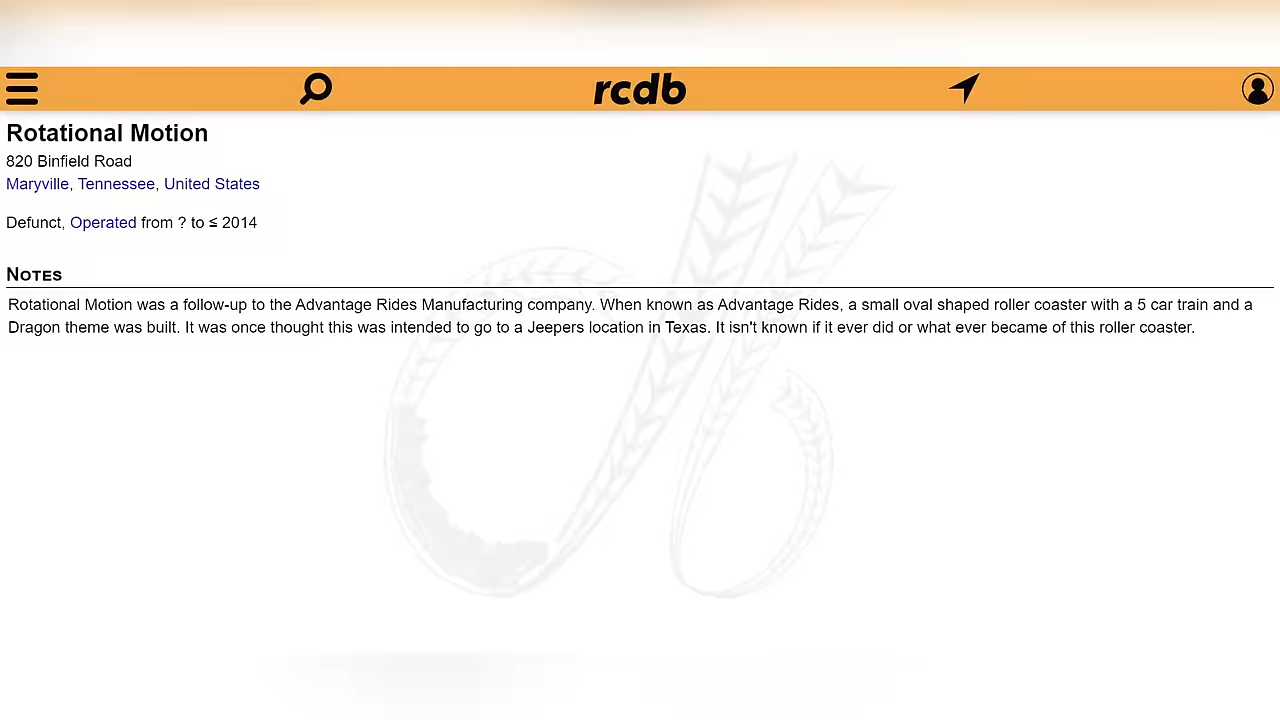 rcdb
Rotational Motion
820 Binfield Road
Maryville, Tennessee, United States
Defunct, Operated from ? to ≤ 2014
NOTES
Rotational Motion was a follow-up to the Advantage Rides Manufacturing company. When known as Advantage Rides, a small oval shaped roller coaster with a 5 car train and a
Dragon theme was built. It was once thought this was intended to go to a Jeepers location in Texas. It isn't known if it ever did or what ever became of this roller coaster.